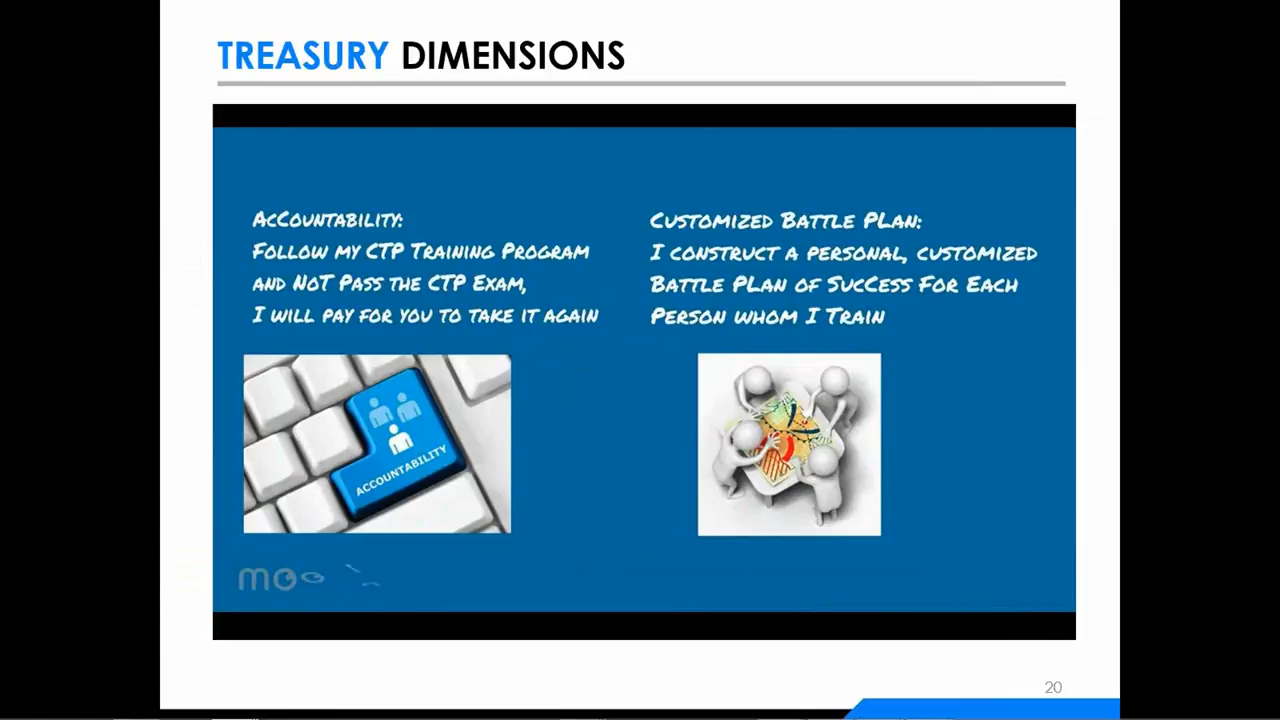 TREASURY DIMENSIONS
AcCountability:
Follow my CTP Training Program
and NoT Pass the CTP Exam,
I will pay for you to take it again
Customized Battle PLan:
I construct a personal, customized
Battle PLan of SucCess For Each
Person whom I Train
ACCOUNTABILITY
20